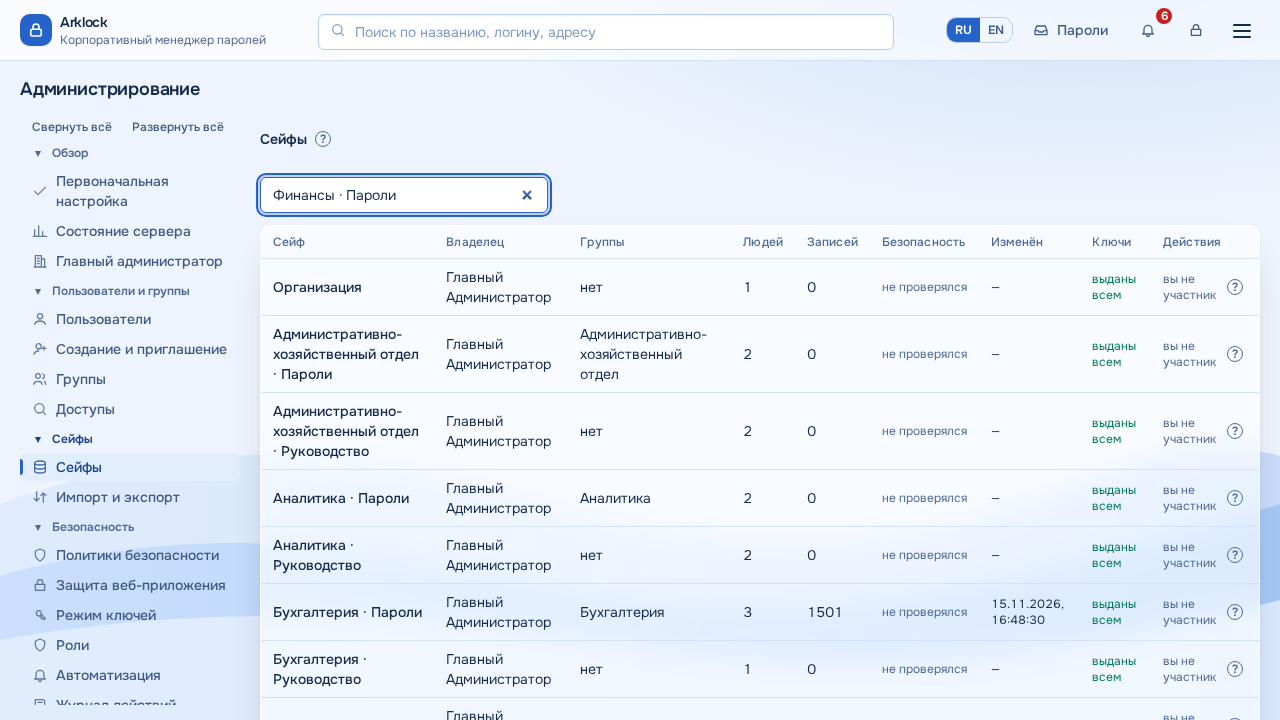 Arklock
Корпоративный менеджер паролей
Поиск по названию, логину, адресу
RU EN
Пароли
6
Администрирование
Свернуть всё Развернуть всё
Обзор
Первоначальная
настройка
Состояние сервера
Главный администратор
Пользователи и группы
Пользователи
Создание и приглашение
Группы
Доступы
Сейфы
Сейфы
Импорт и экспорт
Безопасность
Политики безопасности
Защита веб-приложения
Режим ключей
Роли
Автоматизация
Журнал действий
Сейфы ?
Финансы · Пароли
Сейф Владелец Группы Людей Записей Безопасность Изменён Ключи Действия
Организация Главный Администратор нет 1 0 не проверялся — выданы всем вы не участник ?
Административно-хозяйственный отдел · Пароли Главный Администратор Административно-хозяйственный отдел 2 0 не проверялся — выданы всем вы не участник ?
Административно-хозяйственный отдел · Руководство Главный Администратор нет 2 0 не проверялся — выданы всем вы не участник ?
Аналитика · Пароли Главный Администратор Аналитика 2 0 не проверялся — выданы всем вы не участник ?
Аналитика · Руководство Главный Администратор нет 2 0 не проверялся — выданы всем вы не участник ?
Бухгалтерия · Пароли Главный Администратор Бухгалтерия 3 1501 не проверялся 15.11.2026, 16:48:30 выданы всем вы не участник ?
Бухгалтерия · Руководство Главный Администратор нет 1 0 не проверялся — выданы всем вы не участник ?
Главный вы не